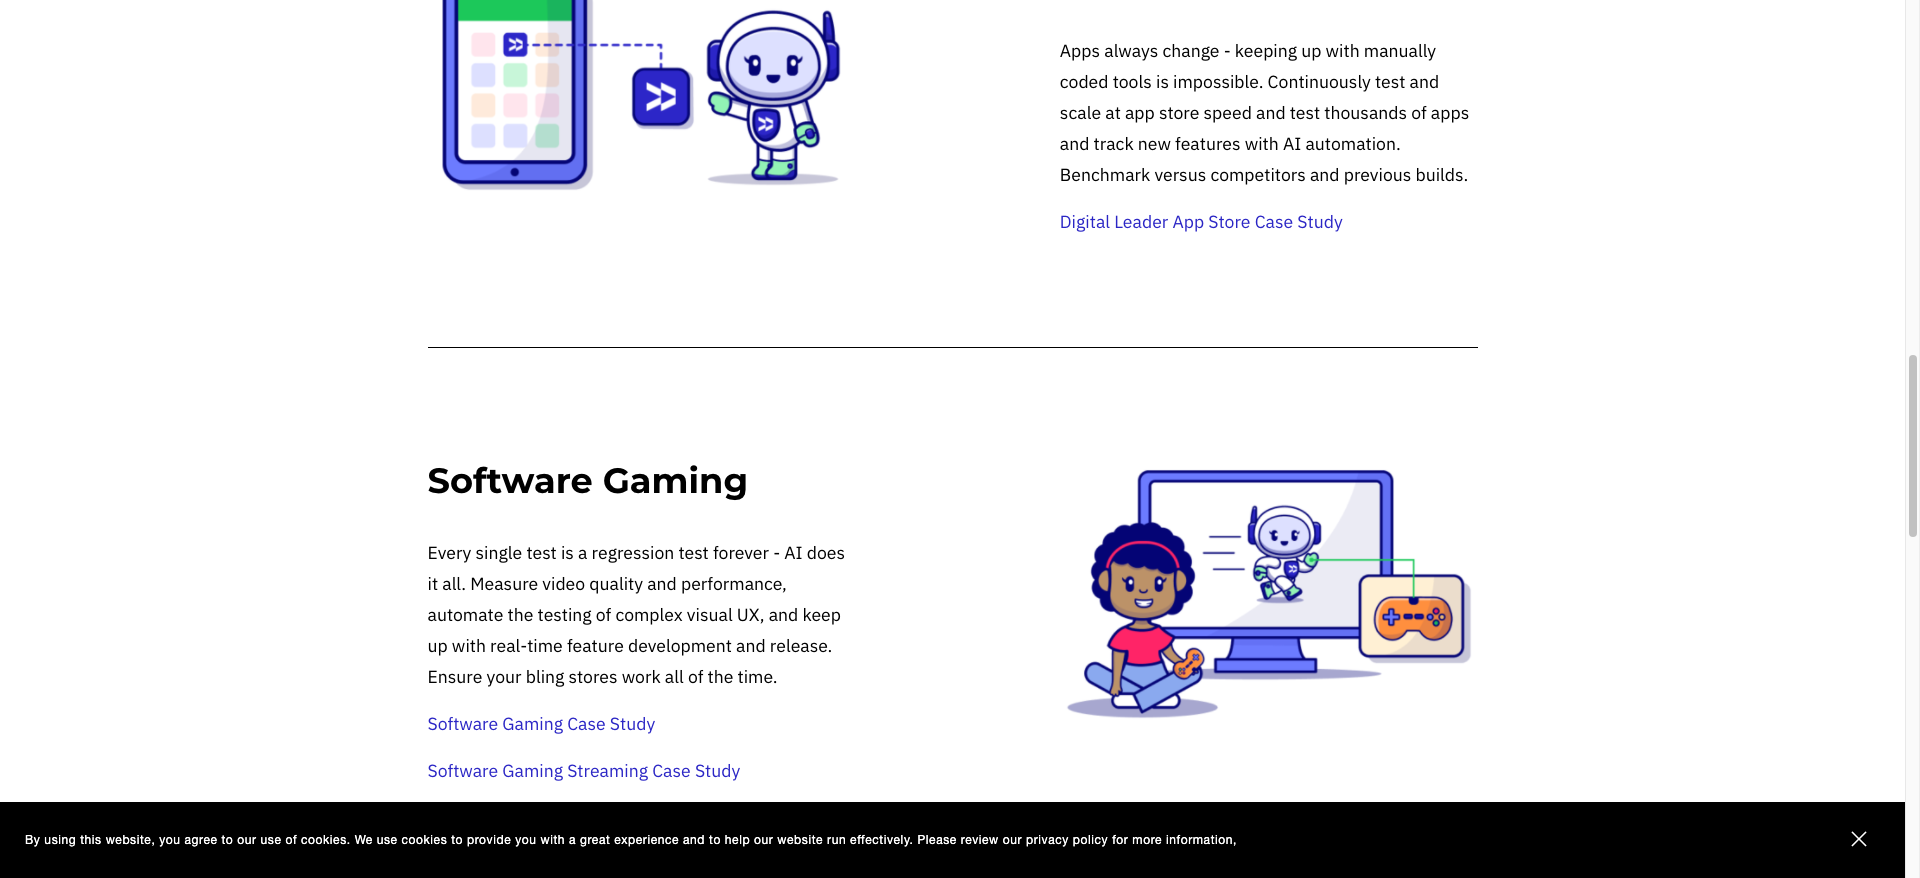 Apps always change - keeping up with manually
coded tools is impossible. Continuously test and
scale at app store speed and test thousands of apps
and track new features with AI automation.
Benchmark versus competitors and previous builds.
Digital Leader App Store Case Study
Software Gaming
Every single test is a regression test forever - AI does
it all. Measure video quality and performance,
automate the testing of complex visual UX, and keep
up with real-time feature development and release.
Ensure your bling stores work all of the time.
Software Gaming Case Study
Software Gaming Streaming Case Study
By using this website, you agree to our use of cookies. We use cookies to provide you with a great experience and to help our website run effectively. Please review our privacy policy for more information,